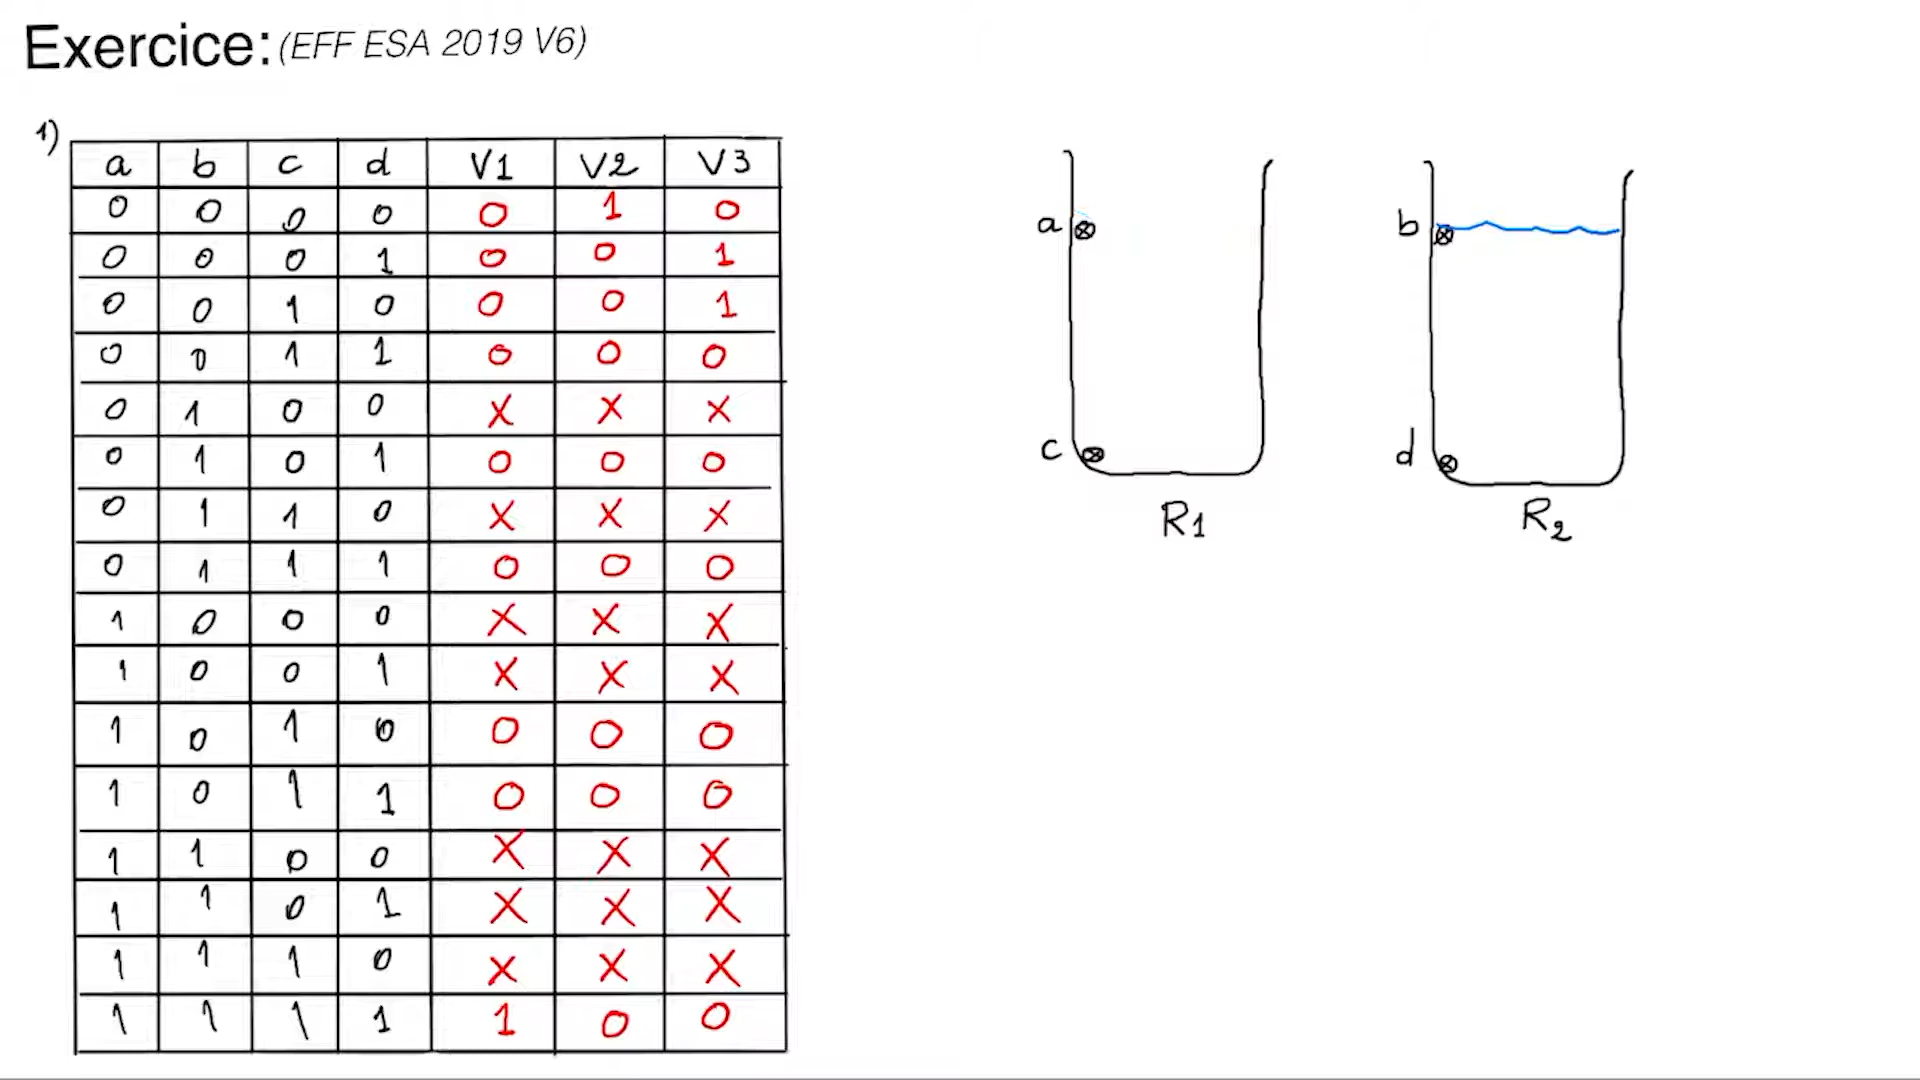 Exercice: (EFF ESA 2019 V6)
1)
a b c d V1 V2 V3
0 0 0 0 0 1 0
0 0 0 1 0 0 1
0 0 1 0 0 0 1
0 0 1 1 0 0 0
0 1 0 0 X X X
0 1 0 1 0 0 0
0 1 1 0 X X X
0 1 1 1 0 0 0
1 0 0 0 X X X
1 0 0 1 X X X
1 0 1 0 0 0 0
1 0 1 1 0 0 0
1 1 0 0 X X X
1 1 0 1 X X X
1 1 1 0 X X X
1 1 1 1 1 0 0
a
c
R1
b
d
R2